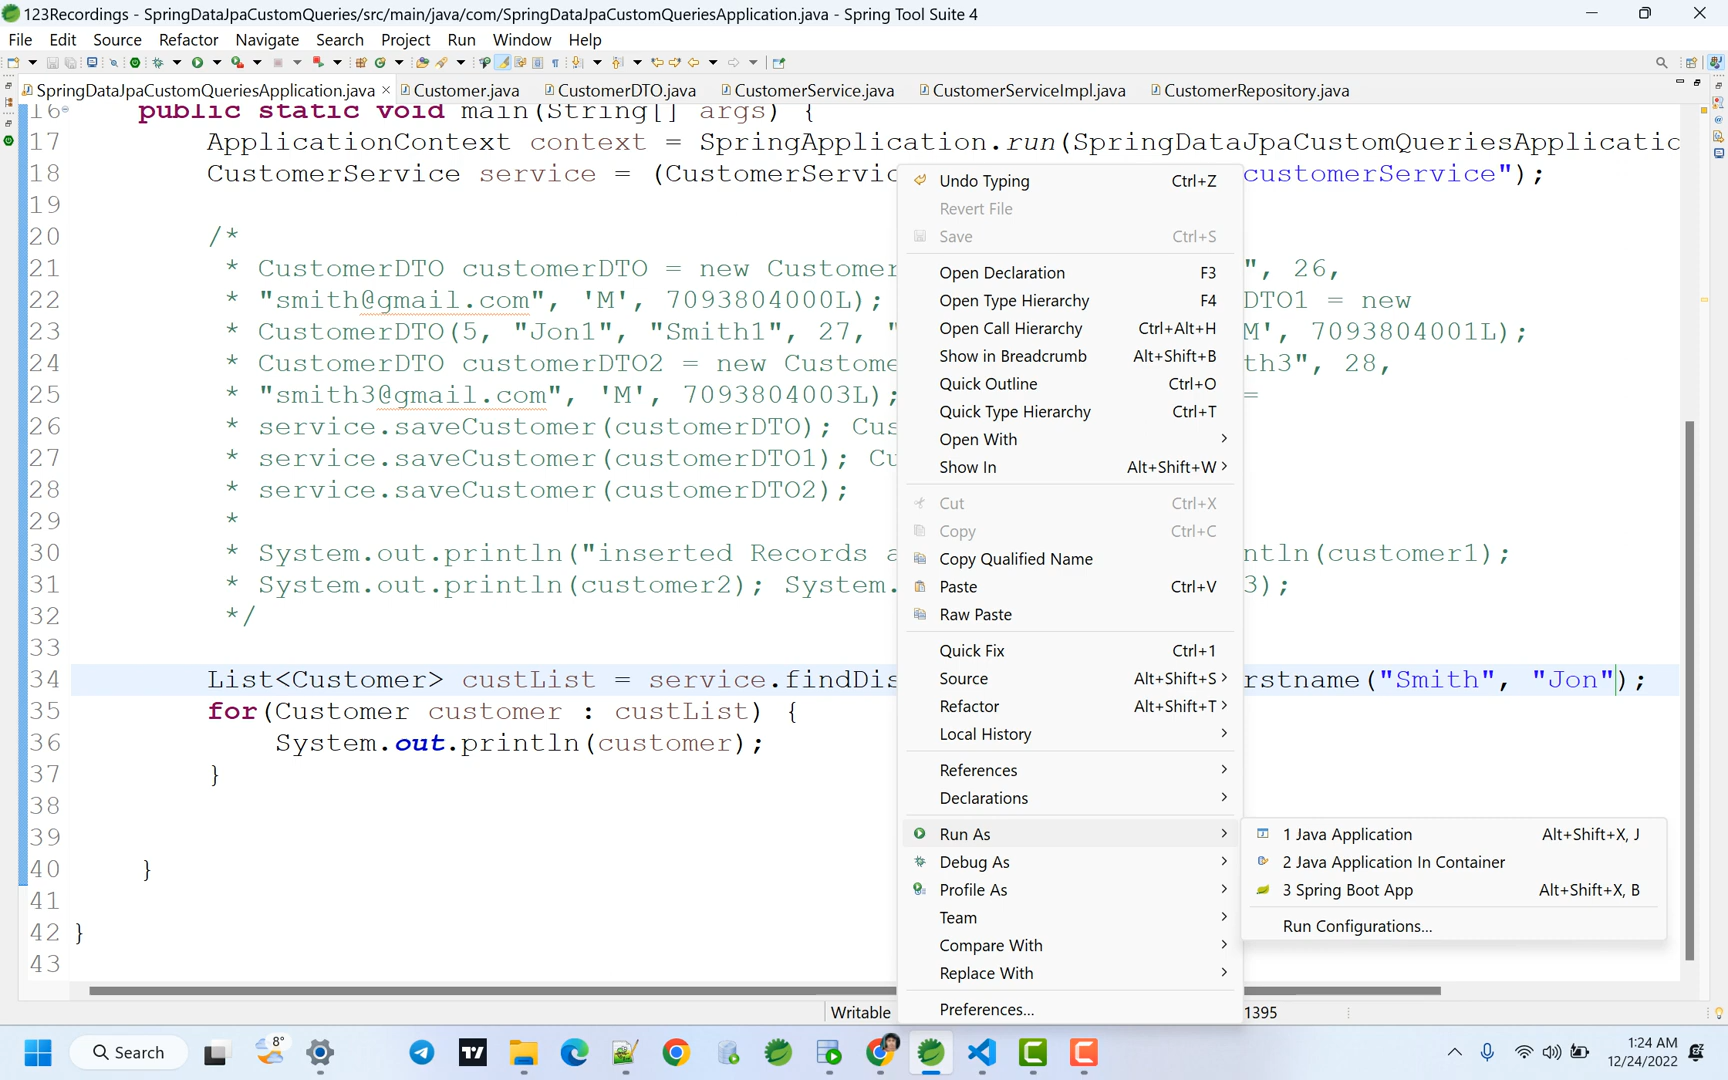 123Recordings - SpringDataJpaCustomQueries/src/main/java/com/SpringDataJpaCustomQueriesApplication.java - Spring Tool Suite 4
File Edit Source Refactor Navigate Search Project Run Window Help
SpringDataJpaCustomQueriesApplication.java Customer.java CustomerDTO.java CustomerService.java CustomerServiceImpl.java CustomerRepository.java
16 public static void main(String[] args) {
17 ApplicationContext context = SpringApplication.run(SpringDataJpaCustomQueriesApplicatio
18 CustomerService service = (CustomerServic customerService");
19
20 /*
21 * CustomerDTO customerDTO = new Customer ", 26,
22 * "smith@gmail.com", 'M', 7093804000L); DTO1 = new
23 * CustomerDTO(5, "Jon1", "Smith1", 27, " M', 7093804001L);
24 * CustomerDTO customerDTO2 = new Custome th3", 28,
25 * "smith3@gmail.com", 'M', 7093804003L); =
26 * service.saveCustomer(customerDTO); Cus
27 * service.saveCustomer(customerDTO1); Cu
28 * service.saveCustomer(customerDTO2);
29 *
30 * System.out.println("inserted Records a ntln(customer1);
31 * System.out.println(customer2); System. 3);
32 */
33
34 List<Customer> custList = service.findDis rstname("Smith", "Jon");
35 for(Customer customer : custList) {
36 System.out.println(customer);
37 }
38
39
40 }
41
42 }
43
Undo Typing Ctrl+Z
Revert File
Save Ctrl+S
Open Declaration F3
Open Type Hierarchy F4
Open Call Hierarchy Ctrl+Alt+H
Show in Breadcrumb Alt+Shift+B
Quick Outline Ctrl+O
Quick Type Hierarchy Ctrl+T
Open With >
Show In Alt+Shift+W >
Cut Ctrl+X
Copy Ctrl+C
Copy Qualified Name
Paste Ctrl+V
Raw Paste
Quick Fix Ctrl+1
Source Alt+Shift+S >
Refactor Alt+Shift+T >
Local History >
References >
Declarations >
Run As >
Debug As >
Profile As >
Team >
Compare With >
Replace With >
Preferences...
1 Java Application Alt+Shift+X, J
2 Java Application In Container
3 Spring Boot App Alt+Shift+X, B
Run Configurations...
Writable 1395
Search 8° 1:24 AM
12/24/2022